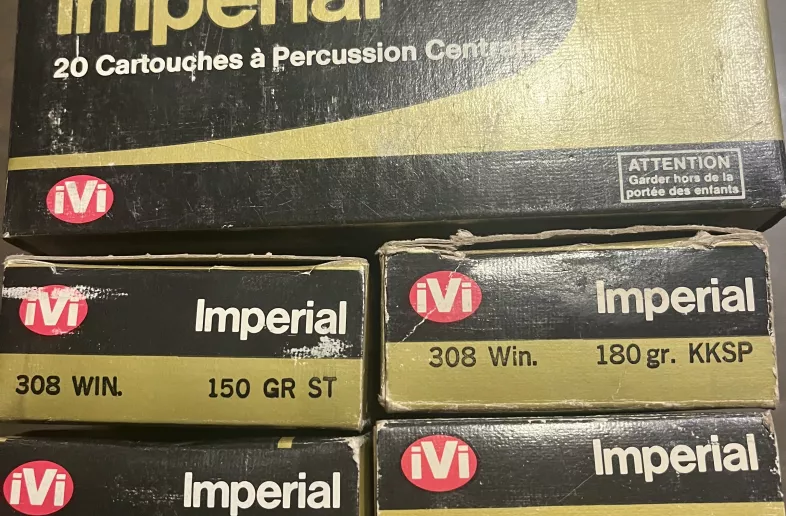 Imperial
20 Cartouches à Percussion Centrale
iVi
ATTENTION
Garder hors de la
portée des enfants
iVi
Imperial
308 WIN.
150 GR ST
iVi
Imperial
308 Win.
180 gr. KKSP
iVi
Imperial
iVi
Imperial